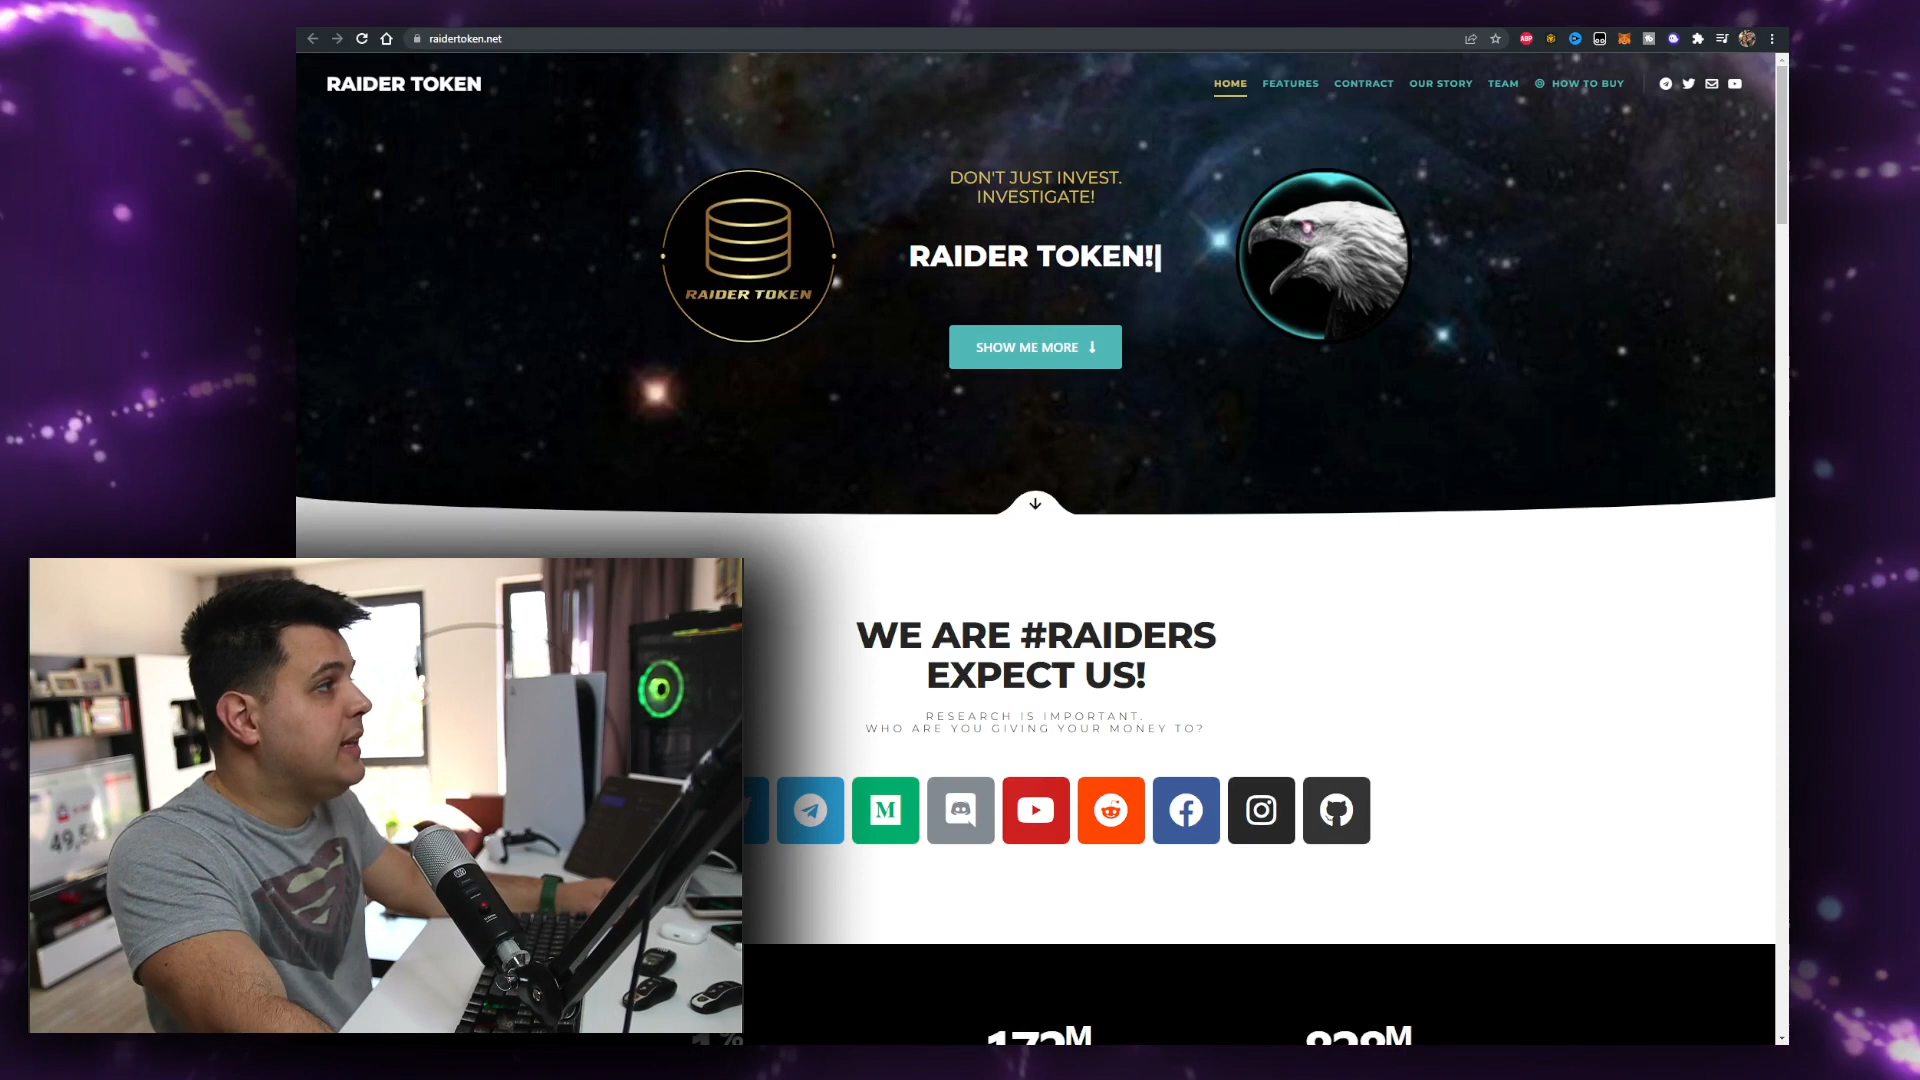 raidertoken.net
ABP
RAIDER TOKEN
HOME FEATURES CONTRACT OUR STORY TEAM HOW TO BUY
DON'T JUST INVEST.
INVESTIGATE!
RAIDER TOKEN!
RAIDER TOKEN
SHOW ME MORE
WE ARE #RAIDERS
EXPECT US!
RESEARCH IS IMPORTANT.
WHO ARE YOU GIVING YOUR MONEY TO?
M